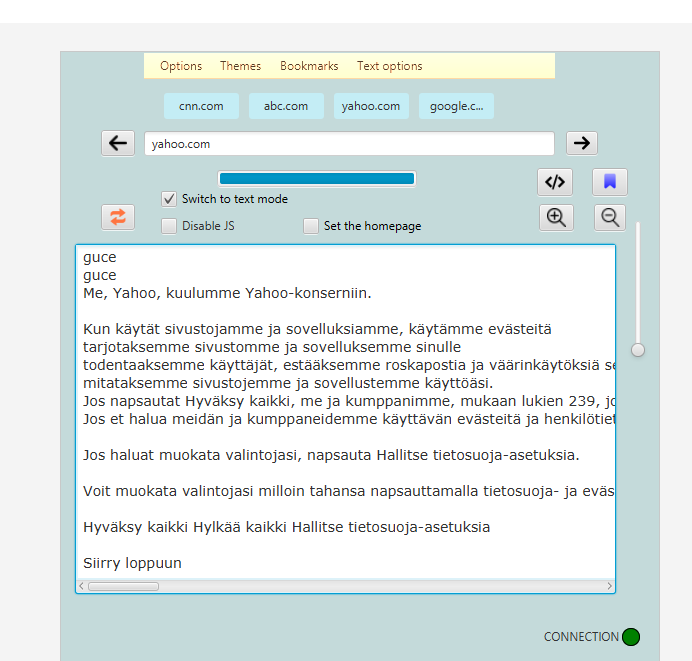 Options Themes Bookmarks Text options
cnn.com abc.com yahoo.com google.c...
yahoo.com
</>
Switch to text mode
Disable JS Set the homepage
guce
guce
Me, Yahoo, kuulumme Yahoo-konserniin.
Kun käytät sivustojamme ja sovelluksiamme, käytämme evästeitä
tarjotaksemme sivustomme ja sovelluksemme sinulle
todentaaksemme käyttäjät, estääksemme roskapostia ja väärinkäytöksiä
mitataksemme sivustojemme ja sovellustemme käyttöäsi.
Jos napsautat Hyväksy kaikki, me ja kumppanimme, mukaan lukien 239,
Jos et halua meidän ja kumppaneidemme käyttävän evästeitä ja
Jos haluat muokata valintojasi, napsauta Hallitse tietosuoja-asetuksia.
Voit muokata valintojasi milloin tahansa napsauttamalla tietosuoja- ja
Hyväksy kaikki Hylkää kaikki Hallitse tietosuoja-asetuksia
Siirry loppuun
CONNECTION